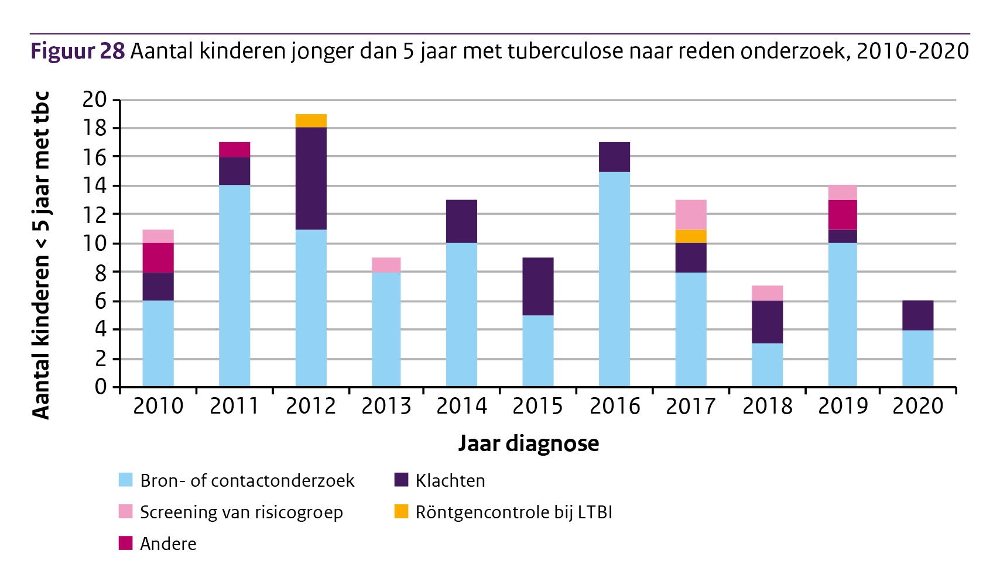 Figuur 28 Aantal kinderen jonger dan 5 jaar met tuberculose naar reden onderzoek, 2010-2020
Aantal kinderen < 5 jaar met tbc
20
18
16
14
12
10
8
6
4
2
0
2010 2011 2012 2013 2014 2015 2016 2017 2018 2019 2020
Jaar diagnose
Bron- of contactonderzoek
Klachten
Screening van risicogroep
Röntgencontrole bij LTBI
Andere